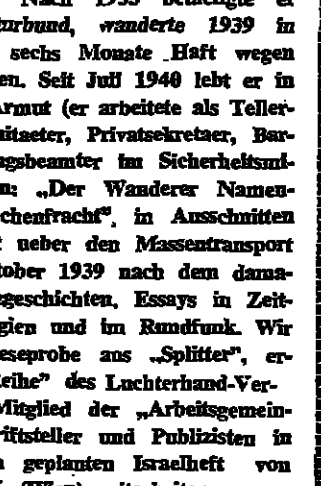 Nach 1933 betaetigte er
turbund, wanderte 1939 in
sechs Monate Haft wegen
en. Seit Juli 1940 lebt er in
Armut (er arbeitete als Teller-
nitaeter, Privatsekretaer, Bar-
ngsbeamter im Sicherheitsmi-
n: „Der Wanderer Namen-
chenfracht", in Ausschnitten
t ueber den Massentransport
tober 1939 nach dem dama-
egeschichten, Essays in Zeit-
gien und im Rundfunk. Wir
eseprobe aus „Splitter", er-
eihe" des Luchterhand-Ver-
Mitglied der „Arbeitsgemein-
riftsteller und Publizisten in
n geplanten Israelheft von